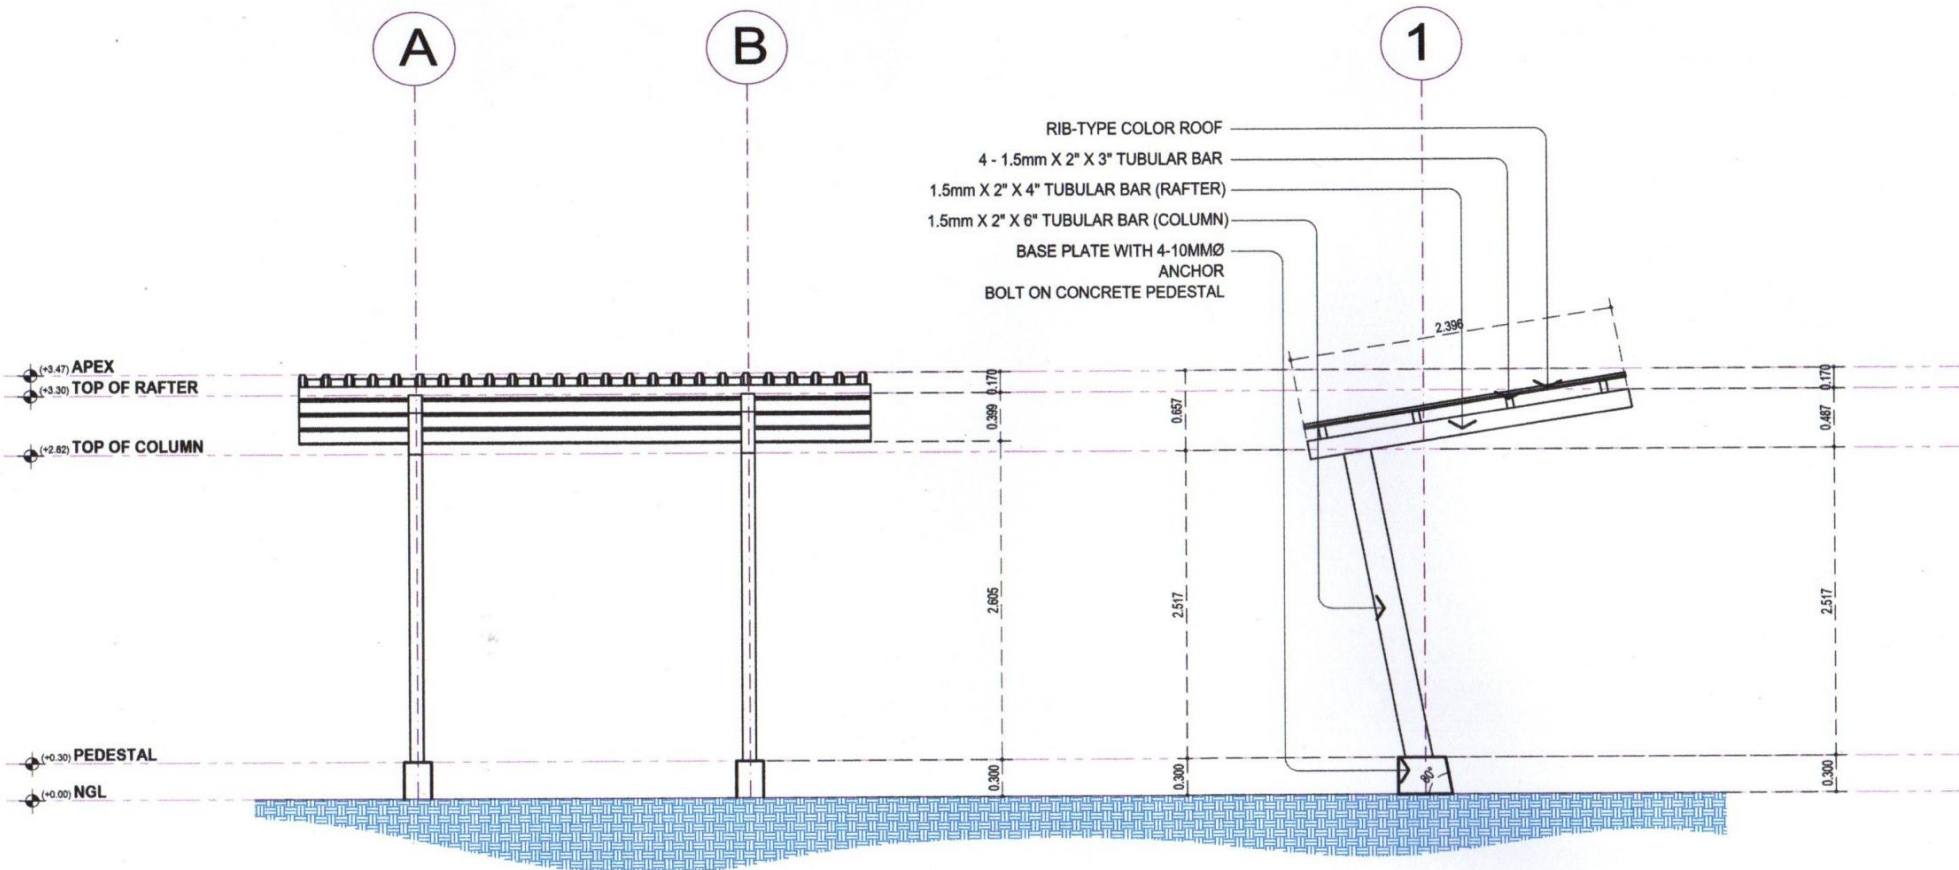 A
B
1
RIB-TYPE COLOR ROOF
4 - 1.5mm X 2" X 3" TUBULAR BAR
1.5mm X 2" X 4" TUBULAR BAR (RAFTER)
1.5mm X 2" X 6" TUBULAR BAR (COLUMN)
BASE PLATE WITH 4-10MMØ
ANCHOR
BOLT ON CONCRETE PEDESTAL
2.396
(+3.47) APEX
(+3.30) TOP OF RAFTER
(+2.82) TOP OF COLUMN
(+0.30) PEDESTAL
(+0.00) NGL
0.170
0.399
2.605
0.300
0.657
2.517
0.300
82°
0.170
0.487
2.517
0.300